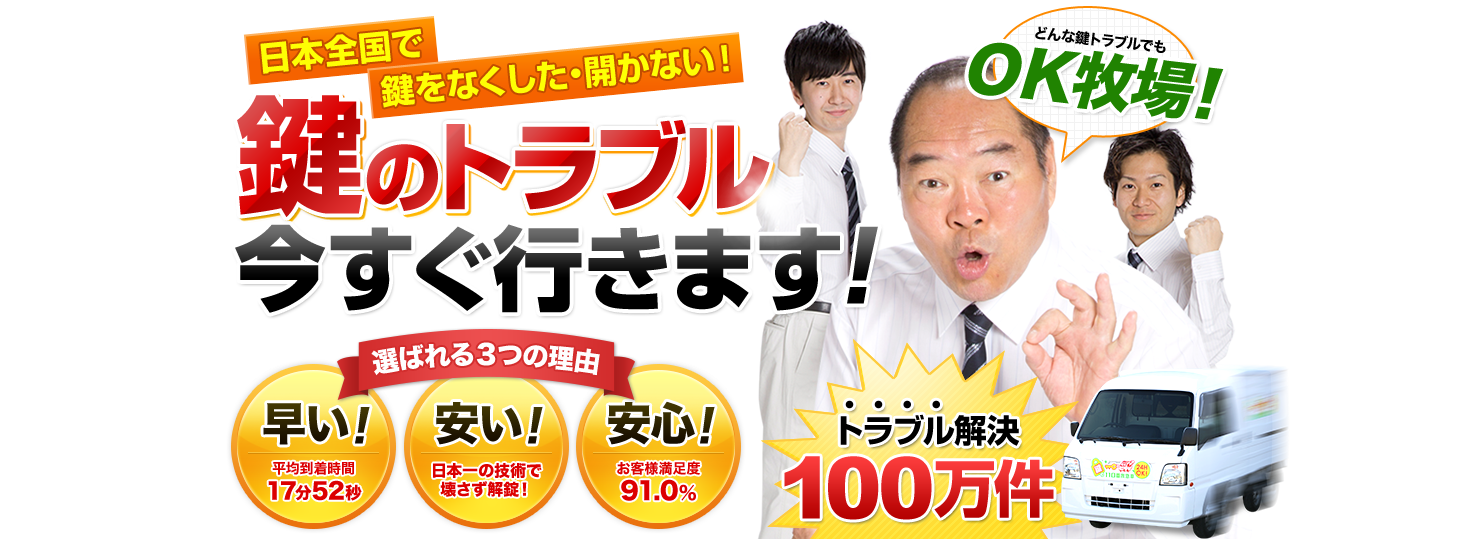 日本全国で
鍵をなくした・開かない!
鍵のトラブル
今すぐ行きます!
どんな鍵トラブルでも
OK牧場!
選ばれる3つの理由
早い!
平均到着時間
17分52秒
安い!
日本一の技術で
壊さず解錠!
安心!
お客様満足度
91.0%
トラブル解決
100万件
24H
OK!